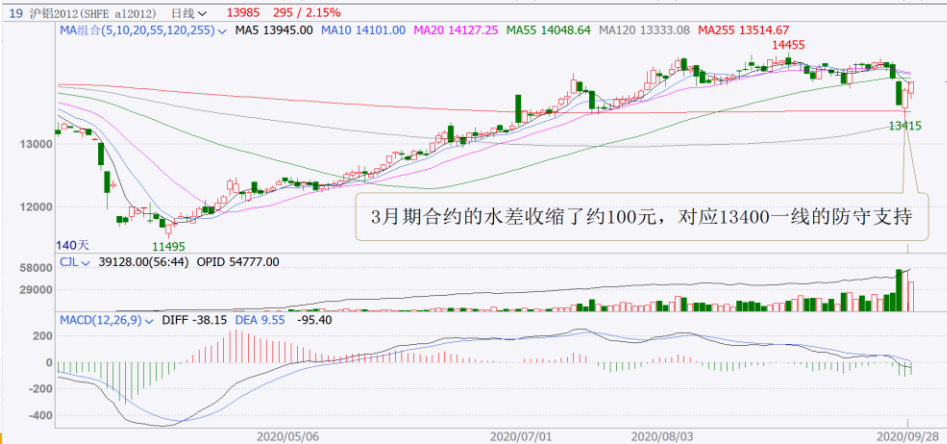 19 沪铝2012(SHFE al2012) 日线 13985 295 / 2.15%
MA组合(5,10,20,55,120,255) MA5 13945.00 MA10 14101.00 MA20 14127.25 MA55 14048.64 MA120 13333.08 MA255 13514.67
14455
13415
13000
3月期合约的水差收缩了约100元，对应13400一线的防守支持
12000
140天
11495
CJL 39128.00(56:44) OPID 54777.00
58000
29000
MACD(12,26,9) DIFF -38.15 DEA 9.55 -95.40
200
0
-200
-400
2020/05/06 2020/07/01 2020/08/03 2020/09/28